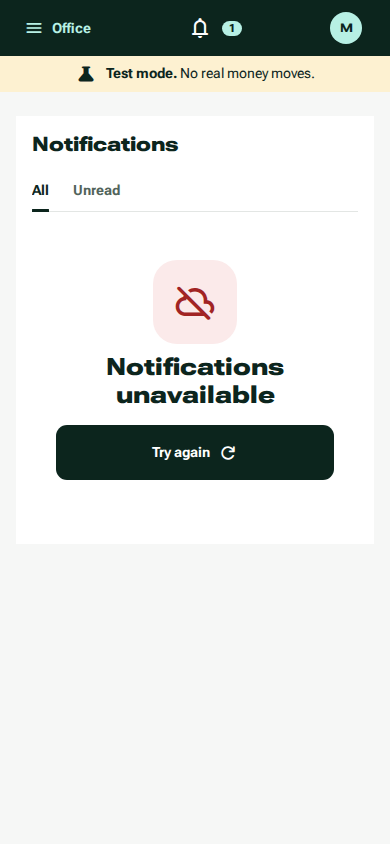 Office
1
M
Test mode. No real money moves.
Notifications
All Unread
Notifications
unavailable
Try again